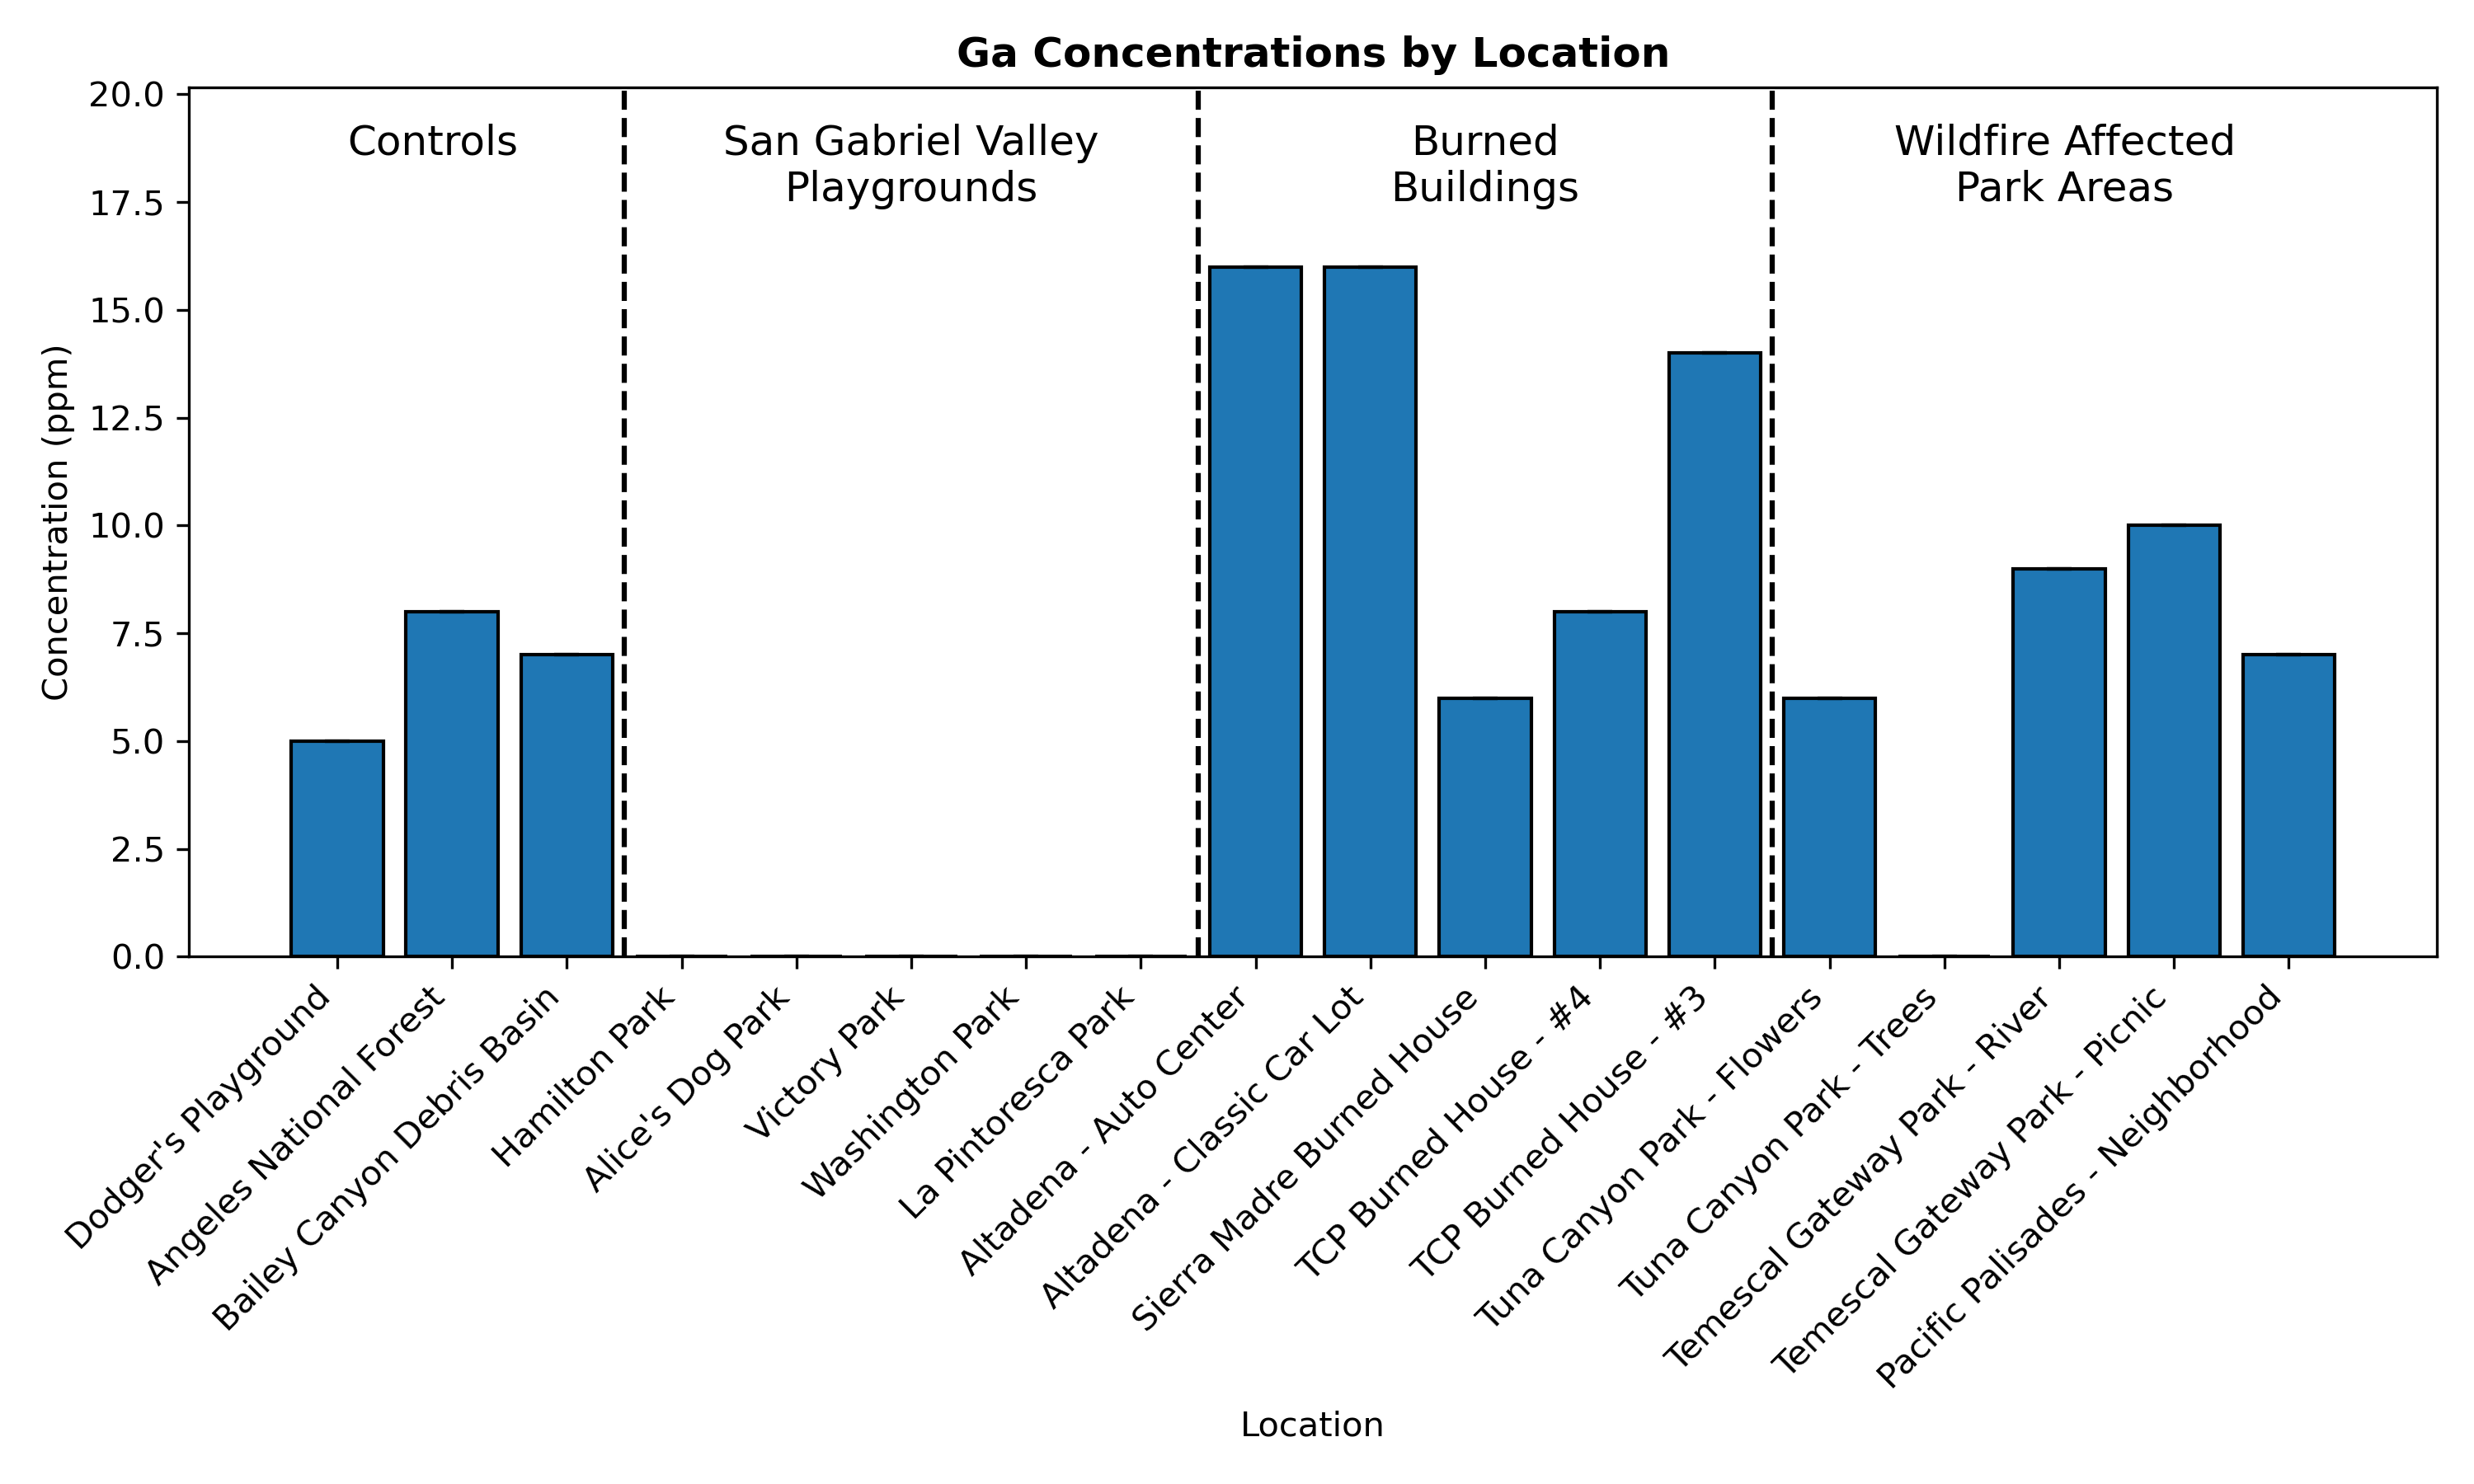 Ga Concentrations by Location
Controls
San Gabriel Valley
Playgrounds
Burned
Buildings
Wildfire Affected
Park Areas
Concentration (ppm)
20.0
17.5
15.0
12.5
10.0
7.5
5.0
2.5
0.0
Dodger's Playground
Angeles National Forest
Bailey Canyon Debris Basin
Hamilton Park
Alice's Dog Park
Victory Park
Washington Park
La Pintoresca Park
Altadena - Auto Center
Altadena - Classic Car Lot
Sierra Madre Burned House
TCP Burned House - #4
TCP Burned House - #3
Tuna Canyon Park - Flowers
Tuna Canyon Park - Trees
Temescal Gateway Park - River
Temescal Gateway Park - Picnic
Pacific Palisades - Neighborhood
Location